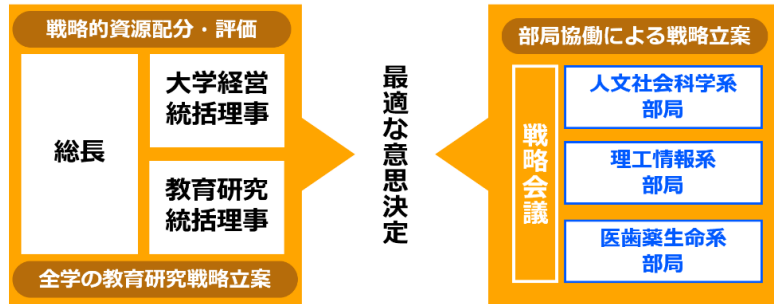 戦略的資源配分・評価
総長
大学経営
統括理事
教育研究
統括理事
全学の教育研究戦略立案
最適な意思決定
部局協働による戦略立案
戦略会議
人文社会科学系
部局
理工情報系
部局
医歯薬生命系
部局